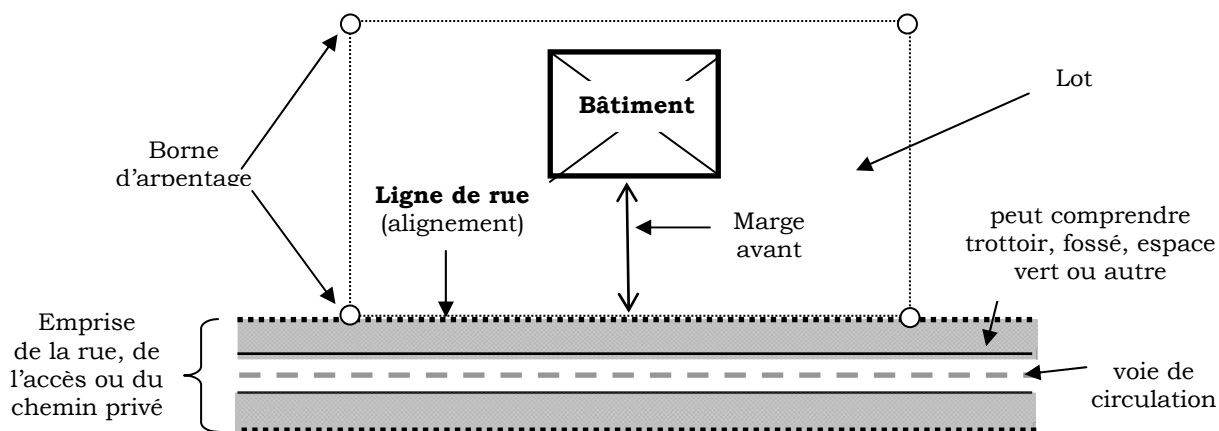 Bâtiment
Lot
Borne
d'arpentage
Ligne de rue
(alignement)
Marge
avant
peut comprendre
trottoir, fossé, espace
vert ou autre
Emprise
de la rue, de
l'accès ou du
chemin privé
voie de
circulation